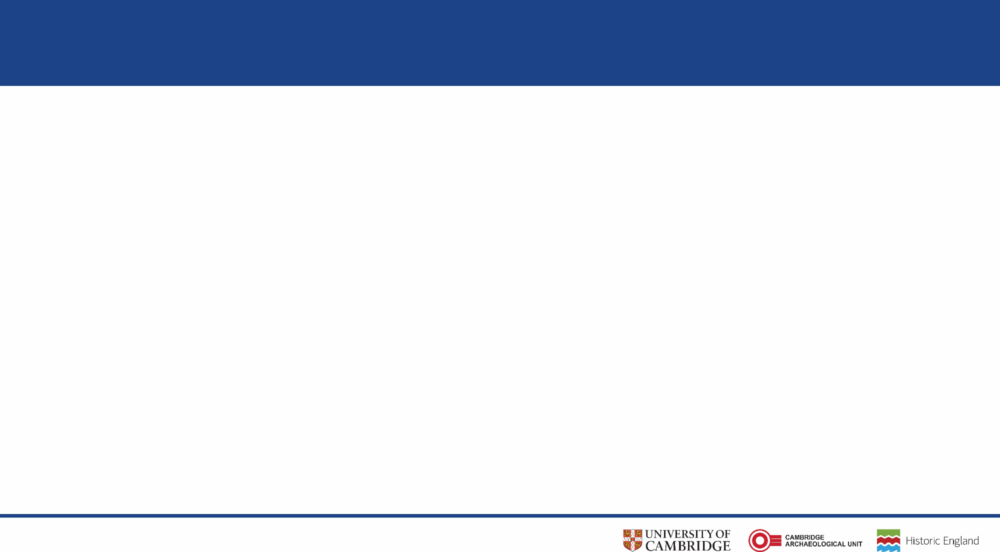 UNIVERSITY OF
CAMBRIDGE
CAMBRIDGE
ARCHAEOLOGICAL UNIT
Historic England